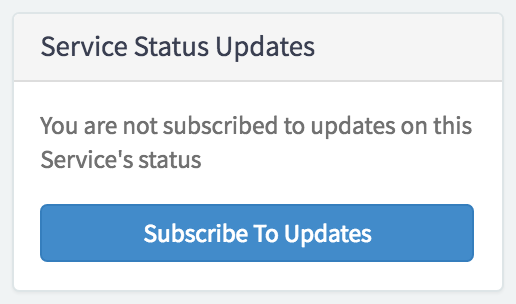 Service Status Updates
You are not subscribed to updates on this
Service's status
Subscribe To Updates